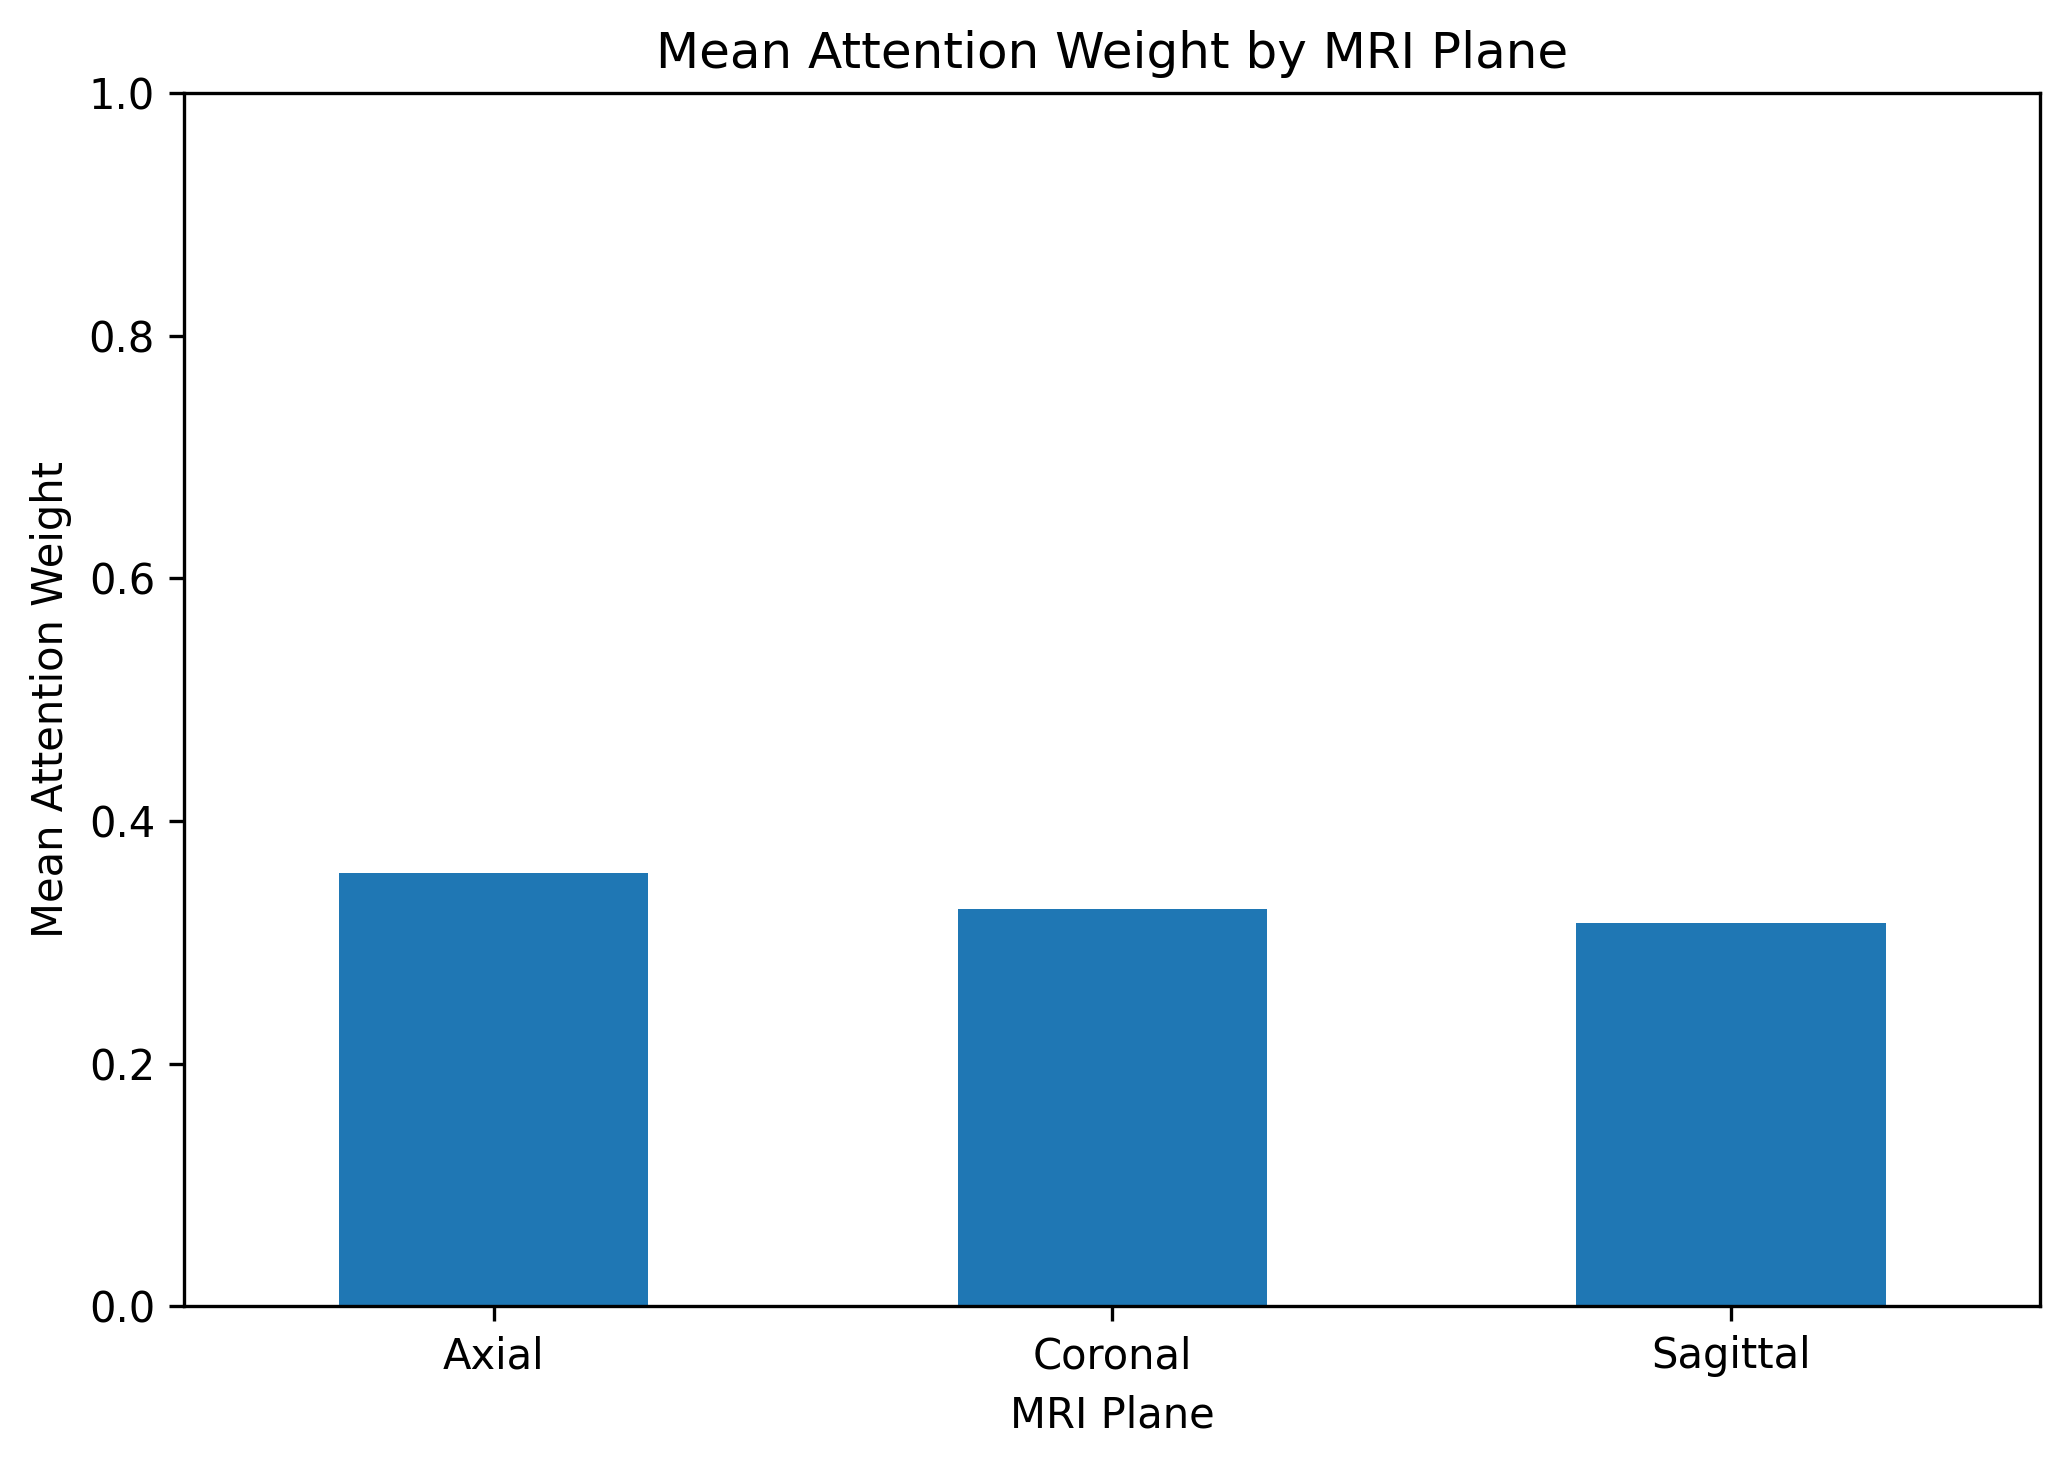 Mean Attention Weight by MRI Plane
Mean Attention Weight
1.0
0.8
0.6
0.4
0.2
0.0
Axial
Coronal
Sagittal
MRI Plane